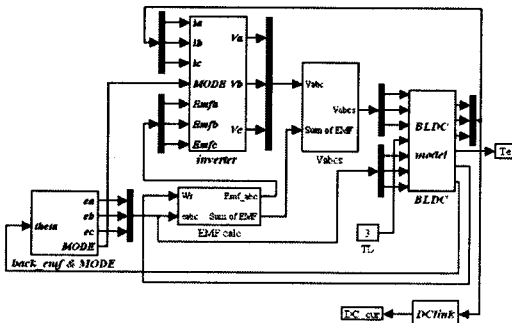 ia
ib
ic
MODE
Emfa
Emfb
Emfc
Va
Vb
Vc
inverter
Vabc
Sum of EMF
Vabcs
Vabcs
BLDC
model
BLDC
Te
theta
ea
eb
ec
MODE
back_emf & MODE
Wr
eabc
Emf_abc
Sum of EMF
EMF calc
3
TL
DC_cur
DClink